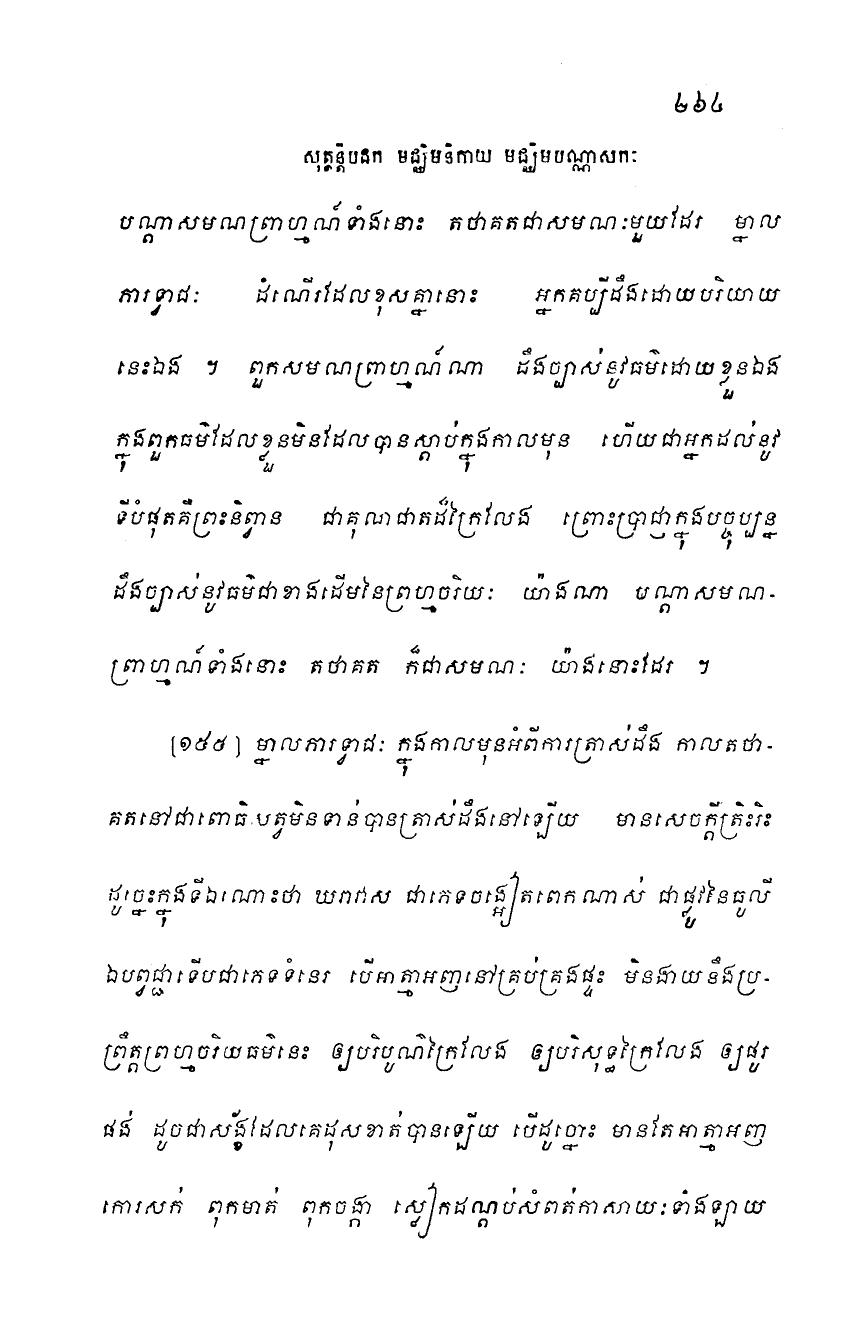 ២៦៤
សុត្តន្តបិដក មជ្ឈិមនិកាយ មជ្ឈិមបណ្ណាសកៈ
បណ្តាសមណព្រាហ្មណ៍ទាំងនោះ តថាគតជាសមណៈមួយដែរ ម្នាល
ភារទ្វាជៈ ដំណើរដែលខុសគ្នានោះ អ្នកគប្បីដឹងដោយបរិយាយ
នេះឯង ។ ពួកសមណព្រាហ្មណ៍ណា ដឹងច្បាស់នូវធម៌ដោយខ្លួនឯង
ក្នុងពួកធម៌ដែលខ្លួនមិនដែលបានស្តាប់ក្នុងកាលមុន ហើយជាអ្នកដល់នូវ
ទីបំផុតគឺព្រះនិព្វាន ជាគុណជាតដ៏ក្រៃលែង ព្រោះប្រាជ្ញាក្នុងបច្ចុប្បន្ន
ដឹងច្បាស់នូវធម៌ជាខាងដើមនៃព្រហ្មចរិយៈ យ៉ាងណា បណ្តាសមណ-
ព្រាហ្មណ៍ទាំងនោះ តថាគត ក៏ជាសមណៈ យ៉ាងនោះដែរ ។
[១៥៥] ម្នាលភារទ្វាជៈ ក្នុងកាលមុនអំពីការត្រាស់ដឹង កាលតថា-
គតនៅជាពោធិបត្វមិនទាន់បានត្រាស់ដឹងនៅឡើយ មានសេចក្តីត្រិះរិះ
ដូច្នេះក្នុងទីឯណោះថា ឃរាវាស ជាភេទចង្អៀតពេកណាស់ ជាផ្លូវនៃធូលី
ឯបព្វជ្ជាទើបជាភេទទំនេរ បើអាត្មាអញនៅគ្រប់គ្រងផ្ទះ មិនងាយនឹងប្រ-
ព្រឹត្តព្រហ្មចរិយធម៌នេះ ឲ្យបរិបូណ៌ក្រៃលែង ឲ្យបរិសុទ្ធក្រៃលែង ឲ្យផូរ
ផង់ ដូចជាស័ង្ខដែលគេដុសខាត់បានឡើយ បើដូច្នោះ មានតែអាត្មាអញ
កោរសក់ ពុកមាត់ ពុកចង្កា ស្លៀកដណ្តប់សំពត់កាសាយៈទាំងឡាយ